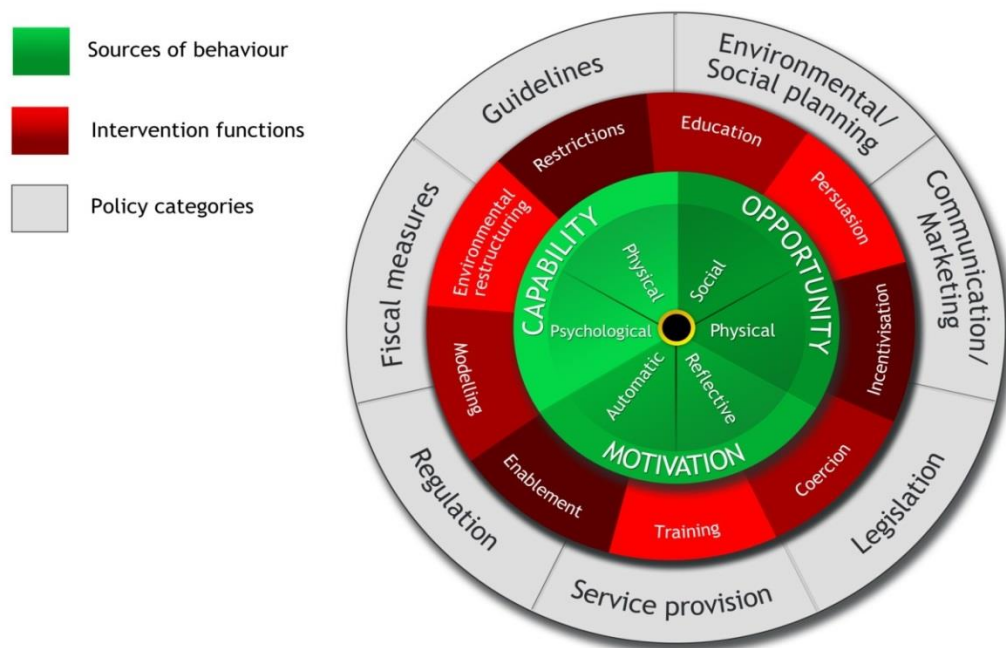 Sources of behaviour
Intervention functions
Policy categories
Guidelines
Environmental/
Social planning
Communication/
Marketing
Legislation
Service provision
Regulation
Fiscal measures
Restrictions
Education
Persuasion
Incentivisation
Coercion
Training
Enablement
Modelling
Environmental
restructuring
CAPABILITY
OPPORTUNITY
MOTIVATION
Physical
Social
Physical
Reflective
Automatic
Psychological